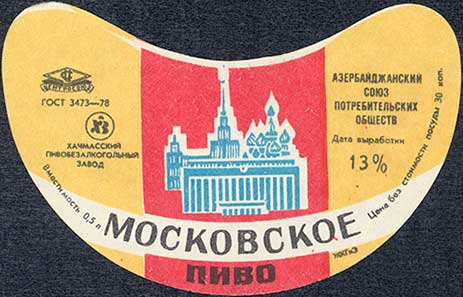 ЦЕНТРОСОЮЗ
ГОСТ 3473—78
ХАЧМАССКИЙ
ПИВОБЕЗАЛКОГОЛЬНЫЙ
ЗАВОД
Вместимость 0,5 л
АЗЕРБАЙДЖАНСКИЙ
СОЮЗ
ПОТРЕБИТЕЛЬСКИХ
ОБЩЕСТВ
Дата выработки
13%
Цена без стоимости посуды 30 коп.
МОСКОВСКОЕ
ПИВО